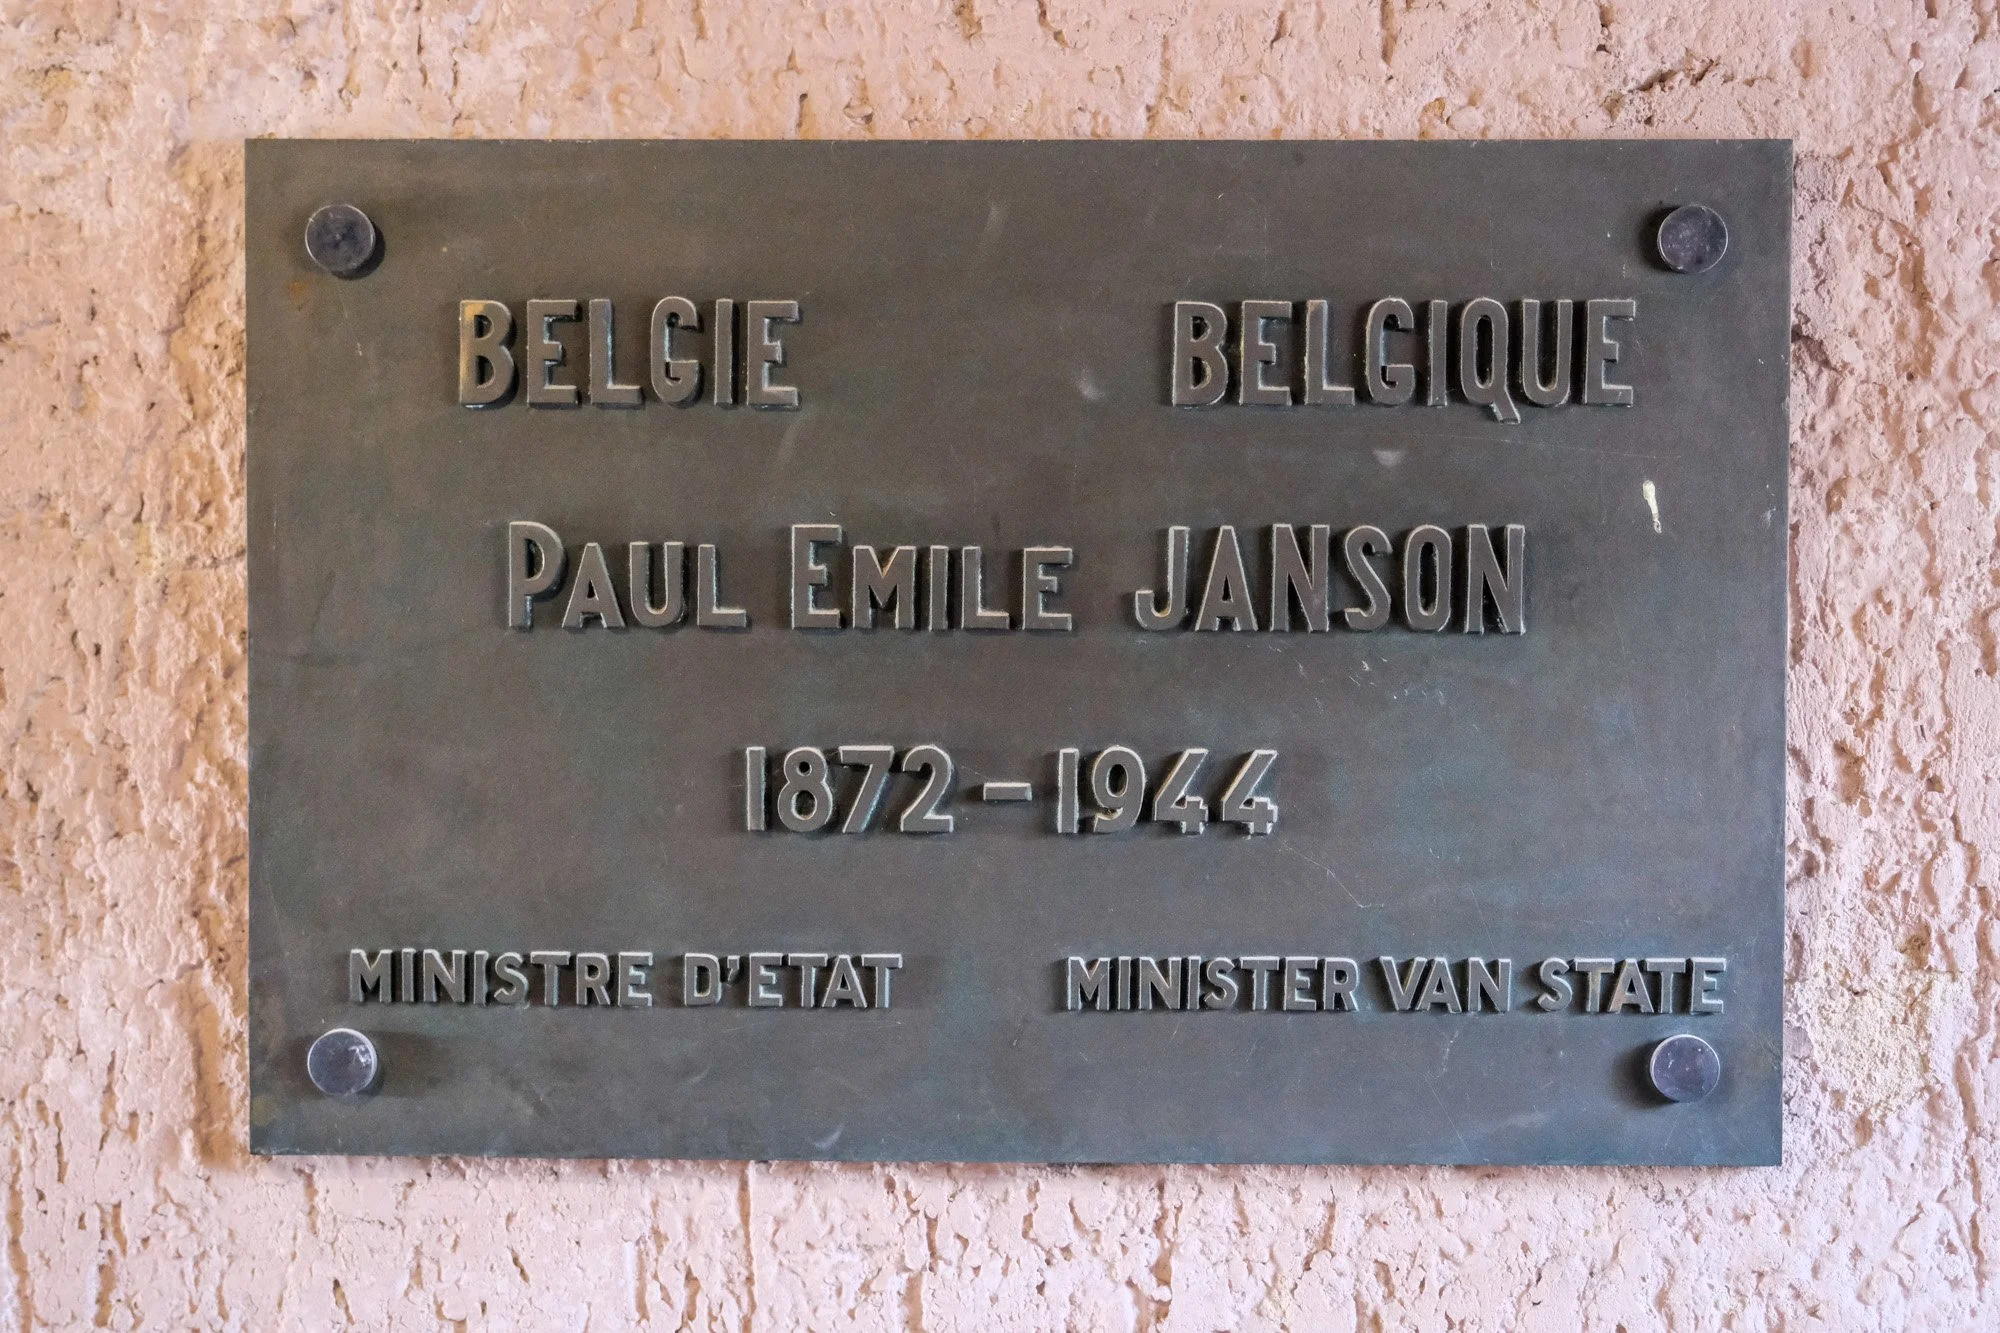 BELGIE BELGIQUE
PAUL EMILE JANSON
1872-1944
MINISTRE D'ETAT MINISTER VAN STATE